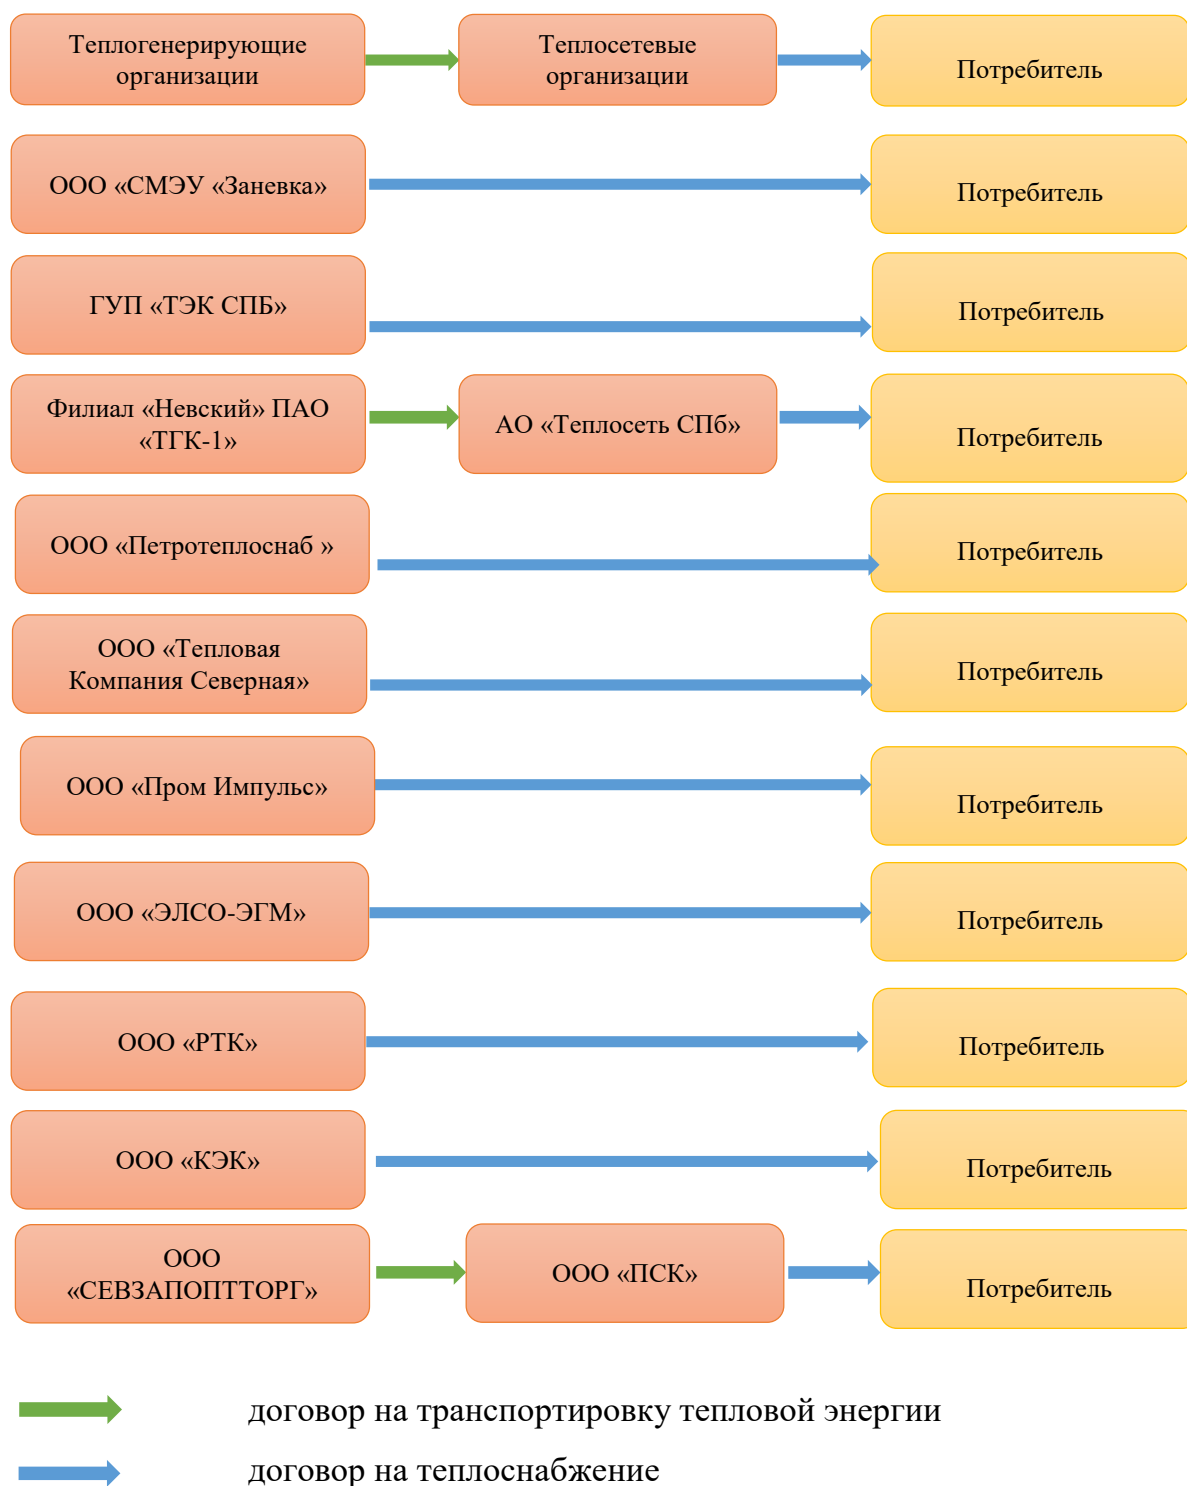 Теплогенерирующие
организации
Теплосетевые
организации
Потребитель
ООО «СМЭУ «Заневка»
Потребитель
ГУП «ТЭК СПБ»
Потребитель
Филиал «Невский» ПАО
«ТГК-1»
АО «Теплосеть СПб»
Потребитель
ООО «Петротеплоснаб »
Потребитель
ООО «Тепловая
Компания Северная»
Потребитель
ООО «Пром Импульс»
Потребитель
ООО «ЭЛСО-ЭГМ»
Потребитель
ООО «РТК»
Потребитель
ООО «КЭК»
Потребитель
ООО
«СЕВЗАПОПТТОРГ»
ООО «ПСК»
Потребитель
договор на транспортировку тепловой энергии
договор на теплоснабжение